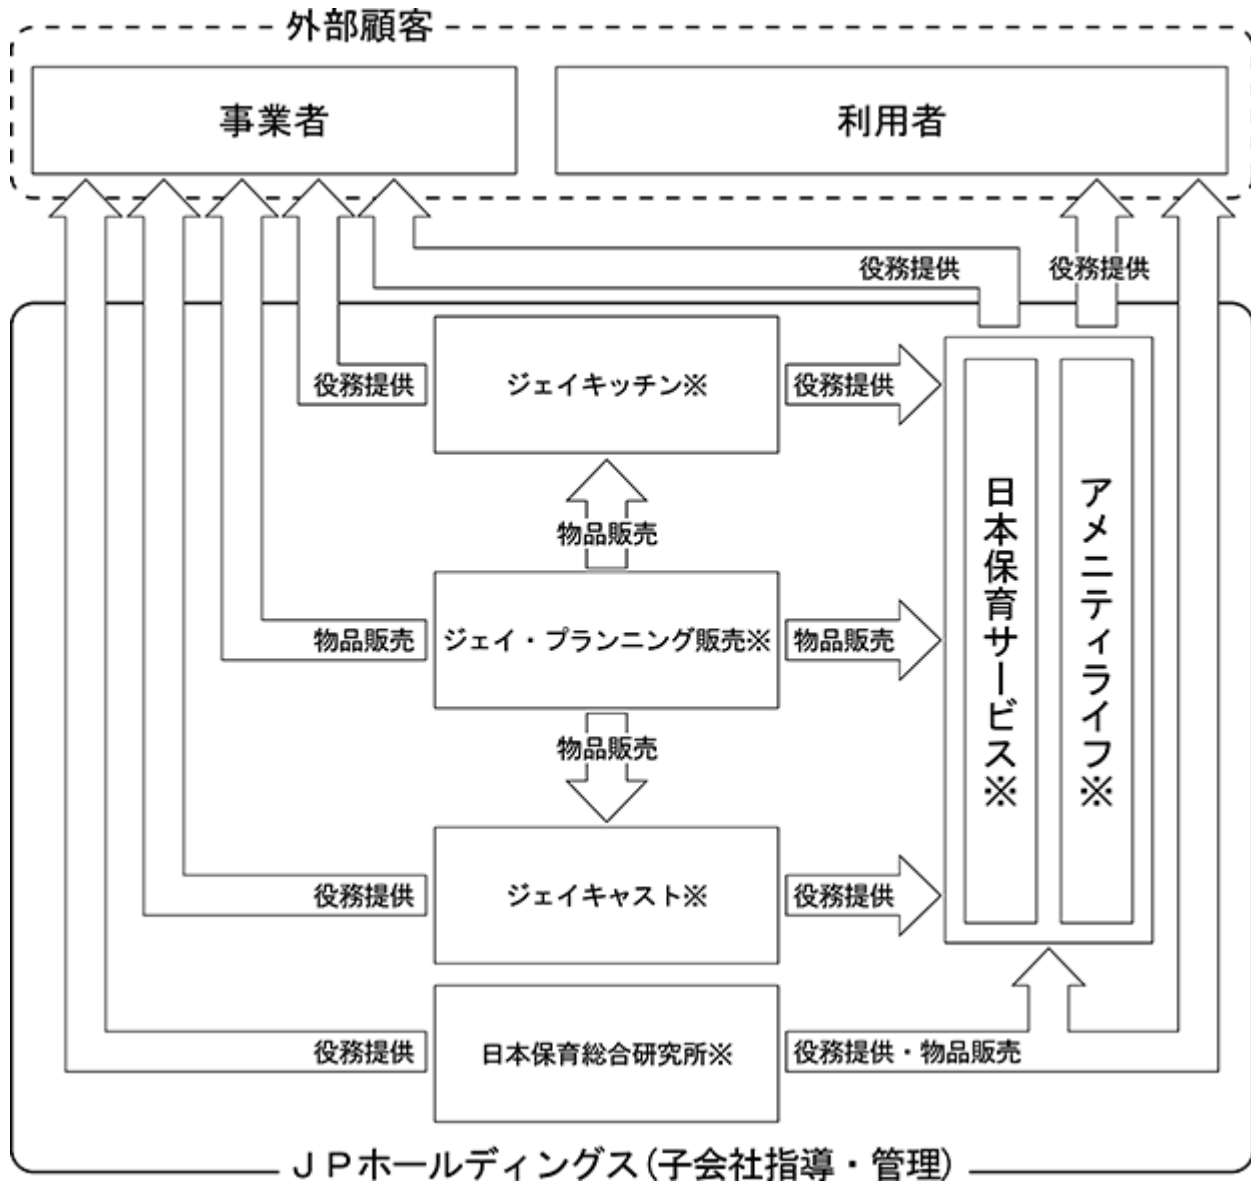 外部顧客
事業者
利用者
役務提供
役務提供
役務提供
ジェイキッチン※
役務提供
物品販売
物品販売
ジェイ・プランニング販売※
物品販売
物品販売
日本保育サービス※
アメニティライフ※
役務提供
ジェイキャスト※
役務提供
役務提供
日本保育総合研究所※
役務提供・物品販売
ＪＰホールディングス(子会社指導・管理)